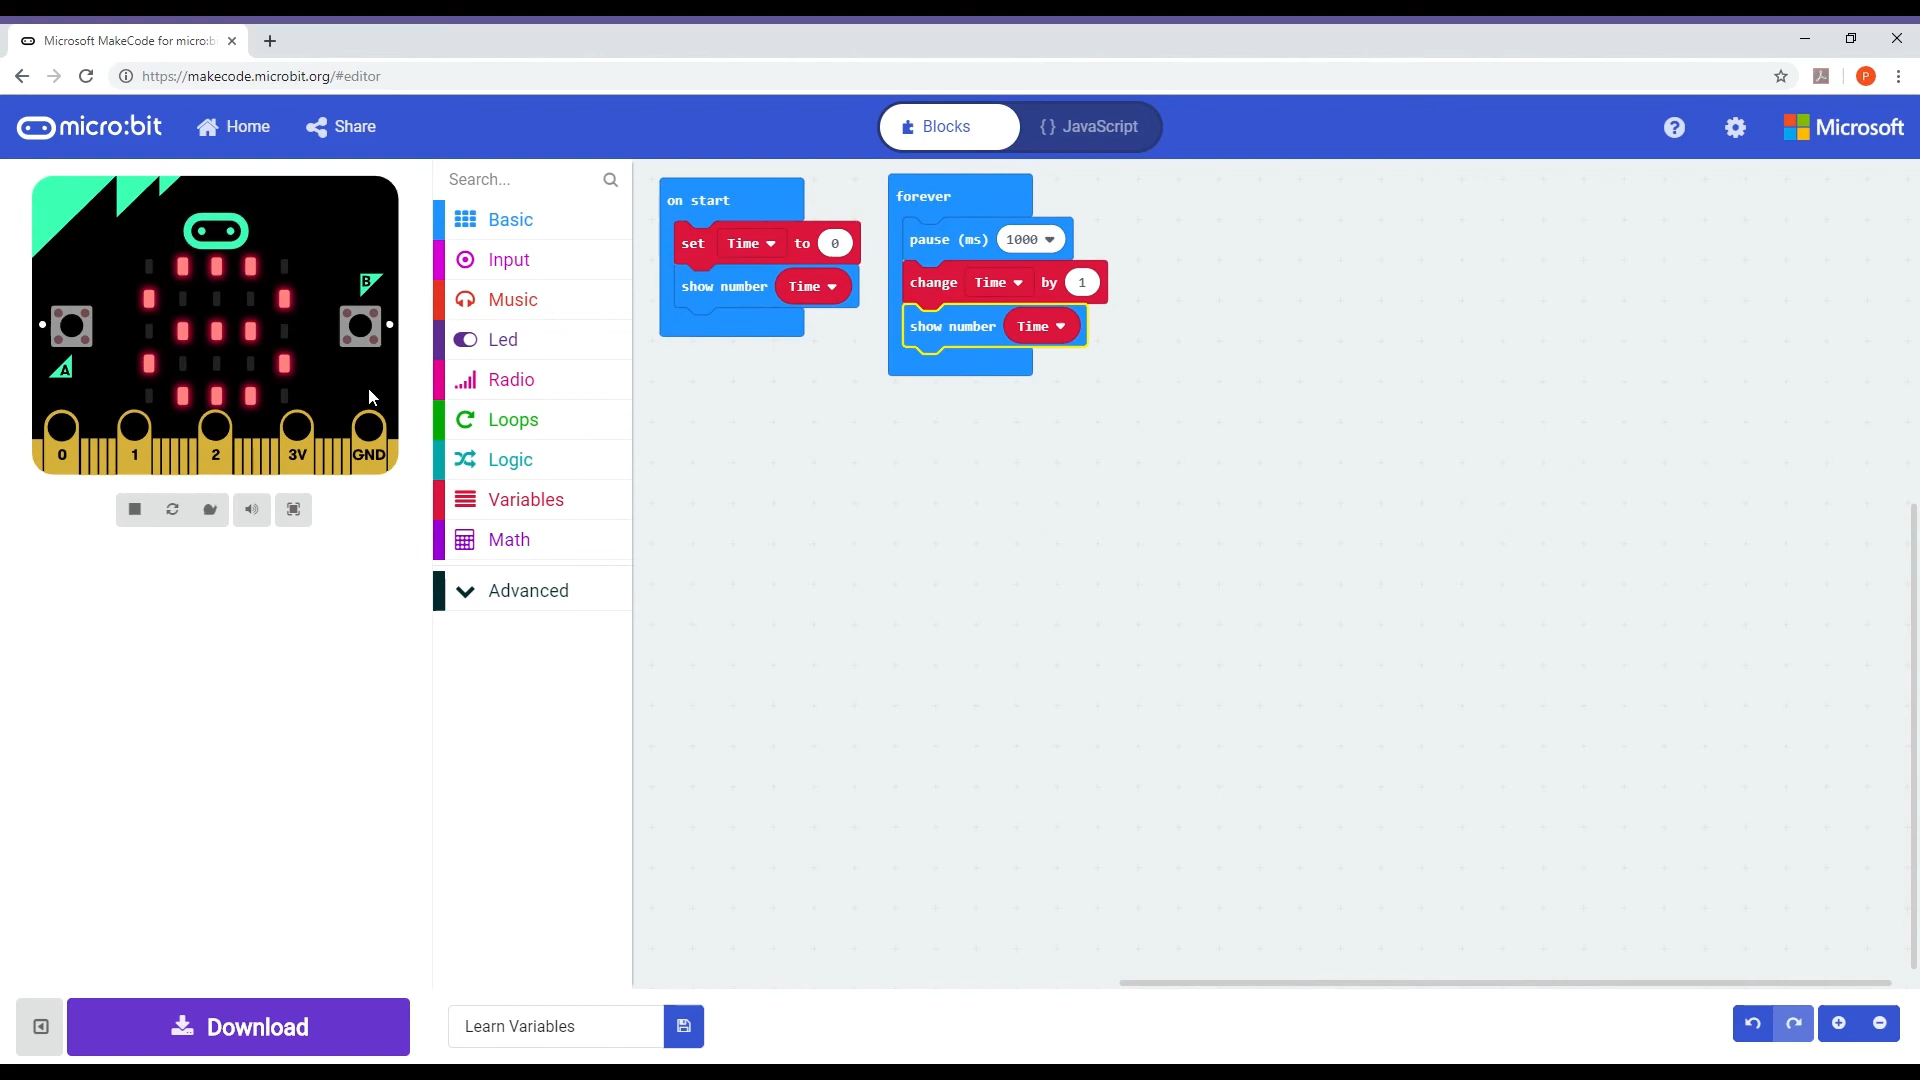 Microsoft MakeCode for micro:b
https://makecode.microbit.org/#editor
P
micro:bit
Home
Share
Blocks
{} JavaScript
?
Microsoft
Search...
Basic
Input
Music
Led
Radio
Loops
Logic
Variables
Math
Advanced
B
A
0 1 2 3V GND
on start
set Time to 0
show number Time
forever
pause (ms) 1000
change Time by 1
show number Time
Download
Learn Variables